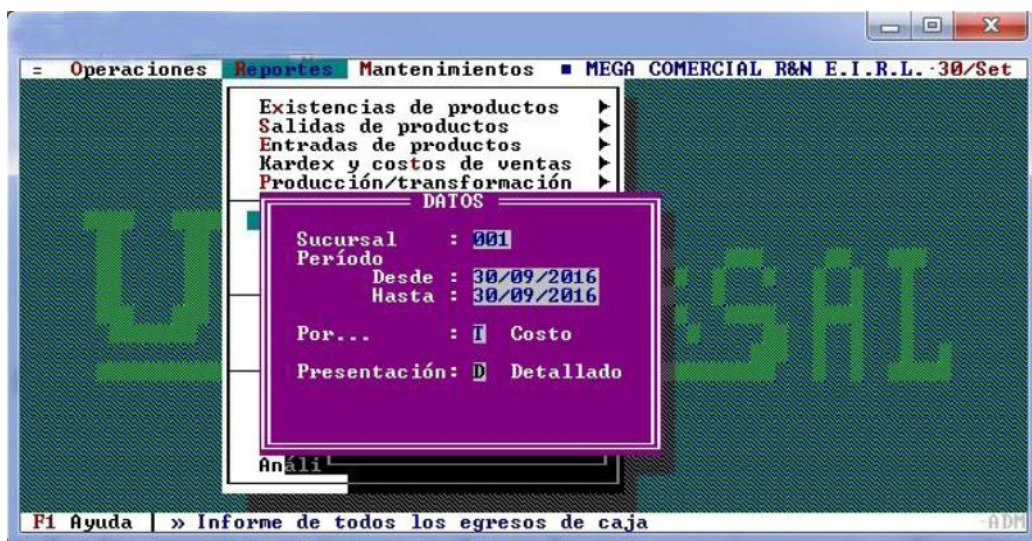 = Operaciones Reportes Mantenimientos ■ MEGA COMERCIAL R&N E.I.R.L.·30/Set
Existencias de productos ►
Salidas de productos ►
Entradas de productos ►
Kardex y costos de ventas ►
Producción/transformación ►
DATOS
Sucursal : 001
Período
Desde : 30/09/2016
Hasta : 30/09/2016
Por... : T Costo
Presentación: D Detallado
Análi
F1 Ayuda | » Informe de todos los egresos de caja ·ADM